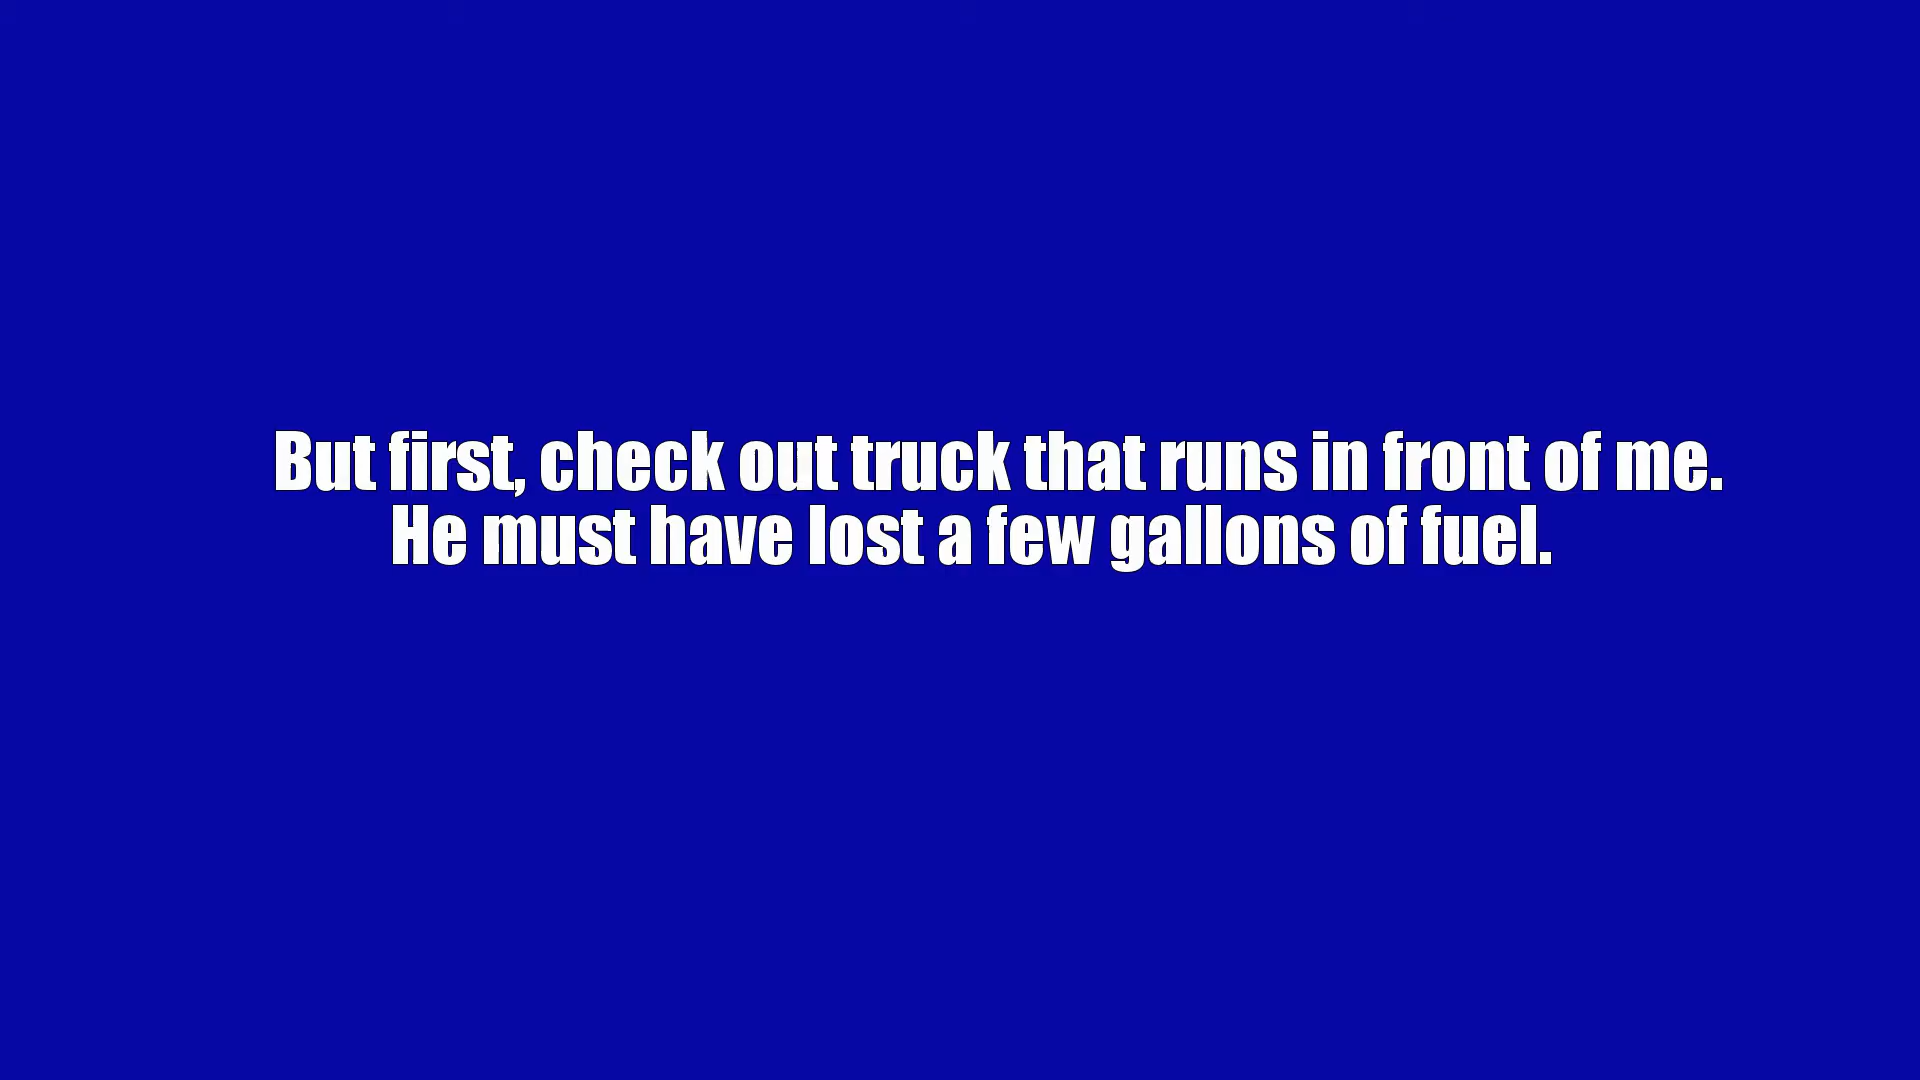 But first, check out truck that runs in front of me.
He must have lost a few gallons of fuel.